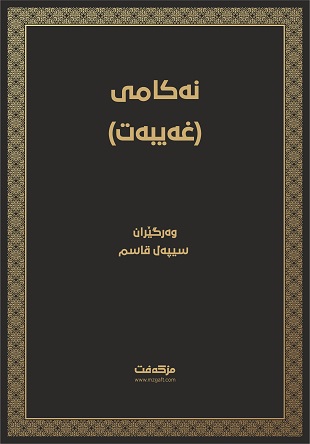 نەکامی
(غەیبەت)
وەرگێڕان
سیپەل قاسم
مزگەفت
www.mzgaft.com